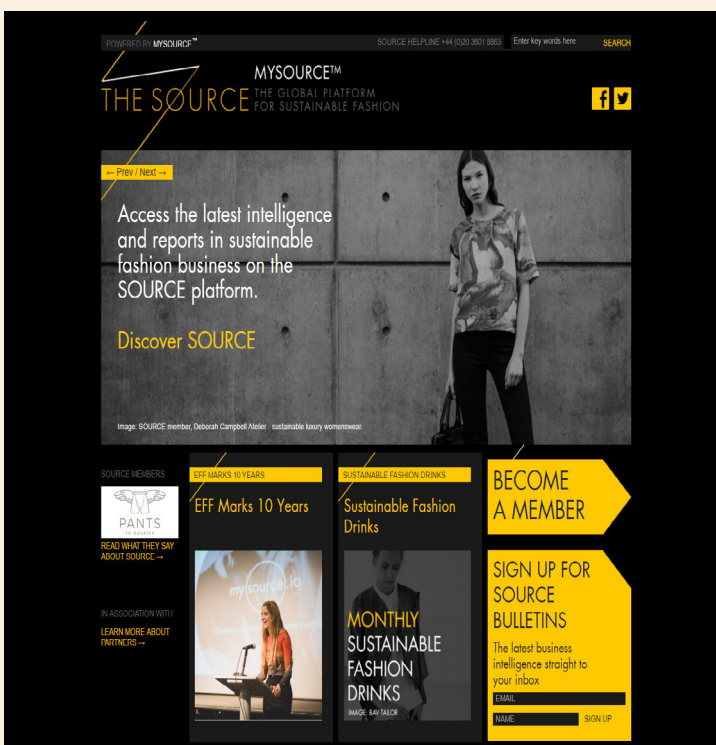 POWERED BY MYSOURCE™
SOURCE HELPLINE +44 (0)20 3601 8863
Enter key words here
SEARCH
THE SOURCE
MYSOURCE™
THE GLOBAL PLATFORM
FOR SUSTAINABLE FASHION
← Prev / Next →
Access the latest intelligence
and reports in sustainable
fashion business on the
SOURCE platform.
Discover SOURCE
Image: SOURCE member, Deborah Campbell Atelier - sustainable luxury womenswear.
SOURCE MEMBERS
PANTS
to poverty
READ WHAT THEY SAY
ABOUT SOURCE →
IN ASSOCIATION WITH
LEARN MORE ABOUT
PARTNERS →
EFF MARKS 10 YEARS
EFF Marks 10 Years
mysource.io
SUSTAINABLE FASHION DRINKS
Sustainable Fashion
Drinks
MONTHLY
SUSTAINABLE
FASHION
DRINKS
IMAGE: BAV TAILOR
BECOME
A MEMBER
SIGN UP FOR
SOURCE
BULLETINS
The latest business
intelligence straight to
your inbox
EMAIL
NAME
SIGN UP